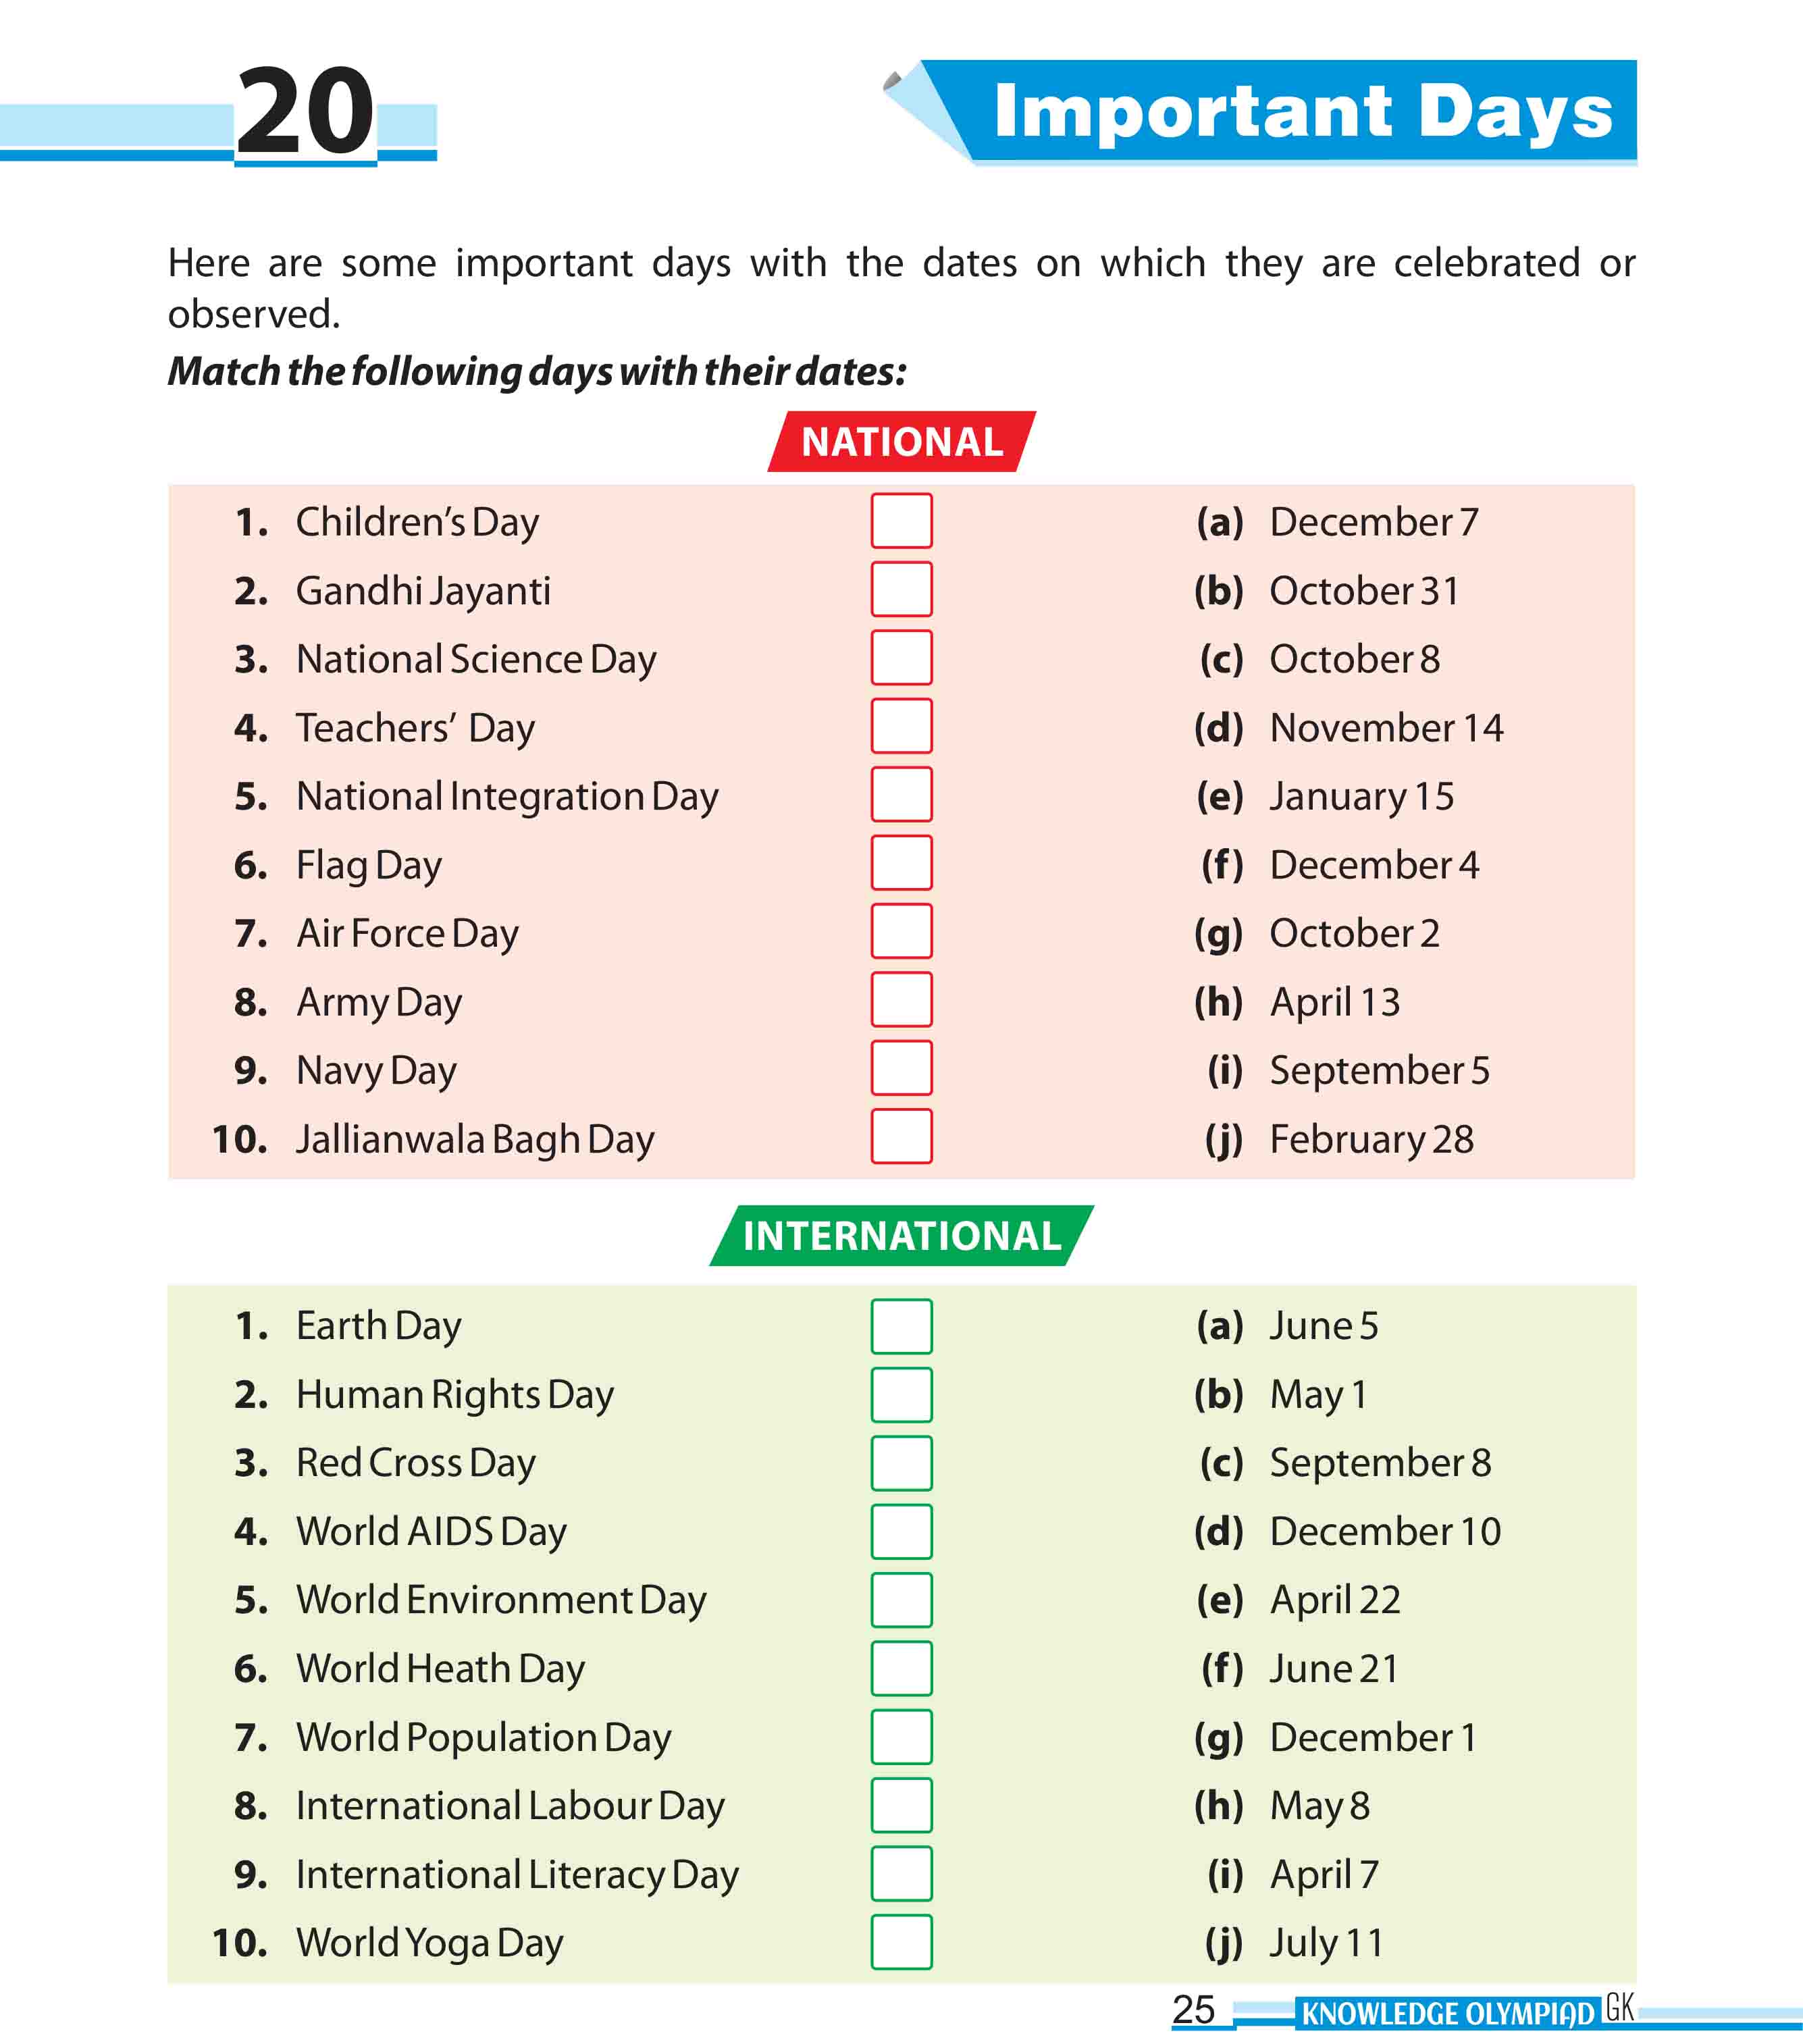 20
Important Days
Here are some important days with the dates on which they are celebrated or
observed.
Match the following days with their dates:
NATIONAL
1. Children’s Day (a) December 7
2. Gandhi Jayanti (b) October 31
3. National Science Day (c) October 8
4. Teachers’ Day (d) November 14
5. National Integration Day (e) January 15
6. Flag Day (f) December 4
7. Air Force Day (g) October 2
8. Army Day (h) April 13
9. Navy Day (i) September 5
10. Jallianwala Bagh Day (j) February 28
INTERNATIONAL
1. Earth Day (a) June 5
2. Human Rights Day (b) May 1
3. Red Cross Day (c) September 8
4. World AIDS Day (d) December 10
5. World Environment Day (e) April 22
6. World Heath Day (f) June 21
7. World Population Day (g) December 1
8. International Labour Day (h) May 8
9. International Literacy Day (i) April 7
10. World Yoga Day (j) July 11
25 KNOWLEDGE OLYMPIAD GK